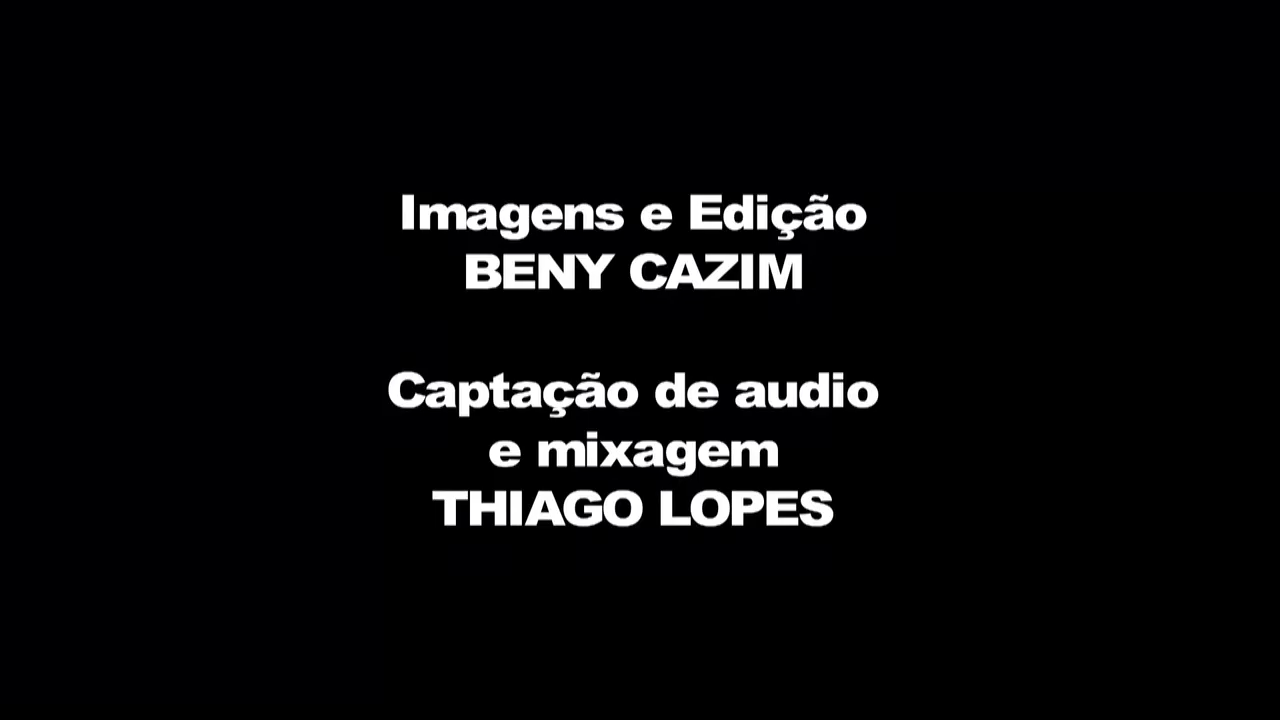 Imagens e Edição
BENY CAZIM
Captação de audio
e mixagem
THIAGO LOPES